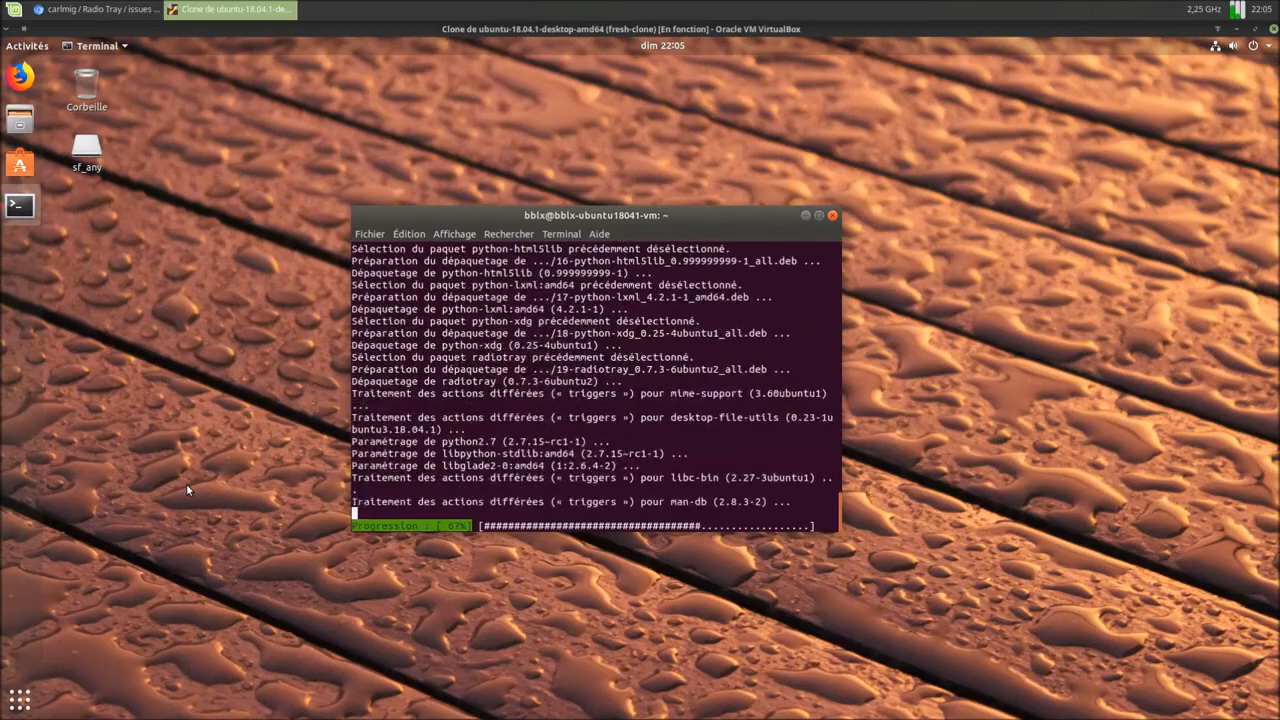 carlmig / Radio Tray / issues ...
Clone de ubuntu-18.04.1-de...
2,25 GHz
22:05
Clone de ubuntu-18.04.1-desktop-amd64 (fresh-clone) [En fonction] - Oracle VM VirtualBox
Activités
Terminal
dim 22:05
Corbeille
sf_any
bblx@bblx-ubuntu18041-vm: ~
Fichier Édition Affichage Rechercher Terminal Aide
Sélection du paquet python-html5lib précédemment désélectionné.
Préparation du dépaquetage de .../16-python-html5lib_0.999999999-1_all.deb ...
Dépaquetage de python-html5lib (0.999999999-1) ...
Sélection du paquet python-lxml:amd64 précédemment désélectionné.
Préparation du dépaquetage de .../17-python-lxml_4.2.1-1_amd64.deb ...
Dépaquetage de python-lxml:amd64 (4.2.1-1) ...
Sélection du paquet python-xdg précédemment désélectionné.
Préparation du dépaquetage de .../18-python-xdg_0.25-4ubuntu1_all.deb ...
Dépaquetage de python-xdg (0.25-4ubuntu1) ...
Sélection du paquet radiotray précédemment désélectionné.
Préparation du dépaquetage de .../19-radiotray_0.7.3-6ubuntu2_all.deb ...
Dépaquetage de radiotray (0.7.3-6ubuntu2) ...
Traitement des actions différées (« triggers ») pour mime-support (3.60ubuntu1)
...
Traitement des actions différées (« triggers ») pour desktop-file-utils (0.23-1u
buntu3.18.04.1) ...
Paramétrage de python2.7 (2.7.15~rc1-1) ...
Paramétrage de libpython-stdlib:amd64 (2.7.15~rc1-1) ...
Paramétrage de libglade2-0:amd64 (1:2.6.4-2) ...
Traitement des actions différées (« triggers ») pour libc-bin (2.27-3ubuntu1) ..
.
Traitement des actions différées (« triggers ») pour man-db (2.8.3-2) ...
Progression : [ 67%] [####################################..................]